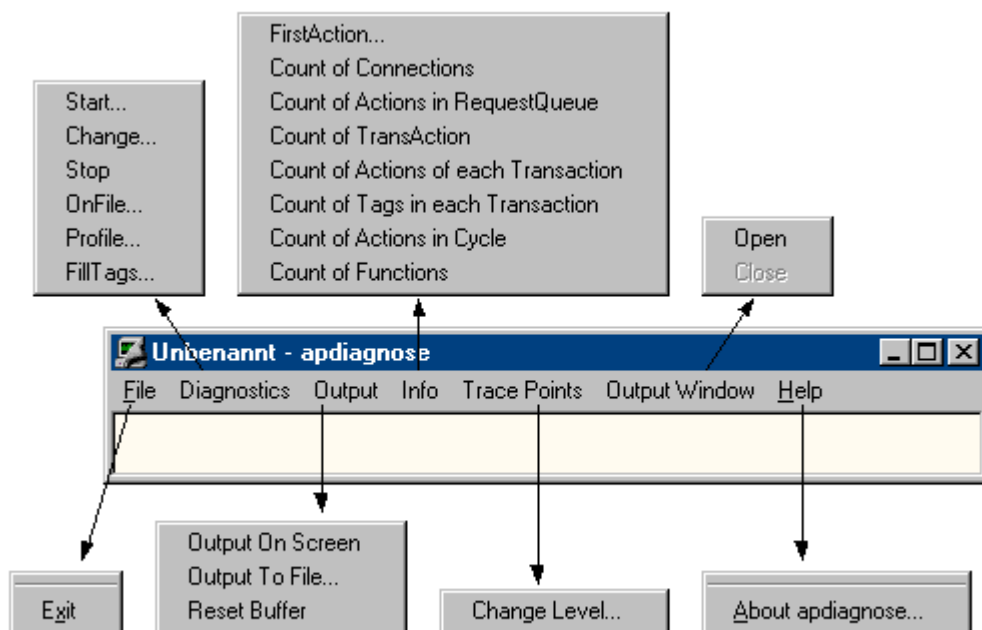 FirstAction...
Count of Connections
Count of Actions in RequestQueue
Count of TransAction
Count of Actions of each Transaction
Count of Tags in each Transaction
Count of Actions in Cycle
Count of Functions
Start...
Change...
Stop
OnFile...
Profile...
FillTags...
Open
Close
Unbenannt - apdiagnose
File Diagnostics Output Info Trace Points Output Window Help
Output On Screen
Output To File...
Reset Buffer
Exit
Change Level...
About apdiagnose...